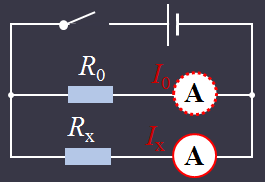 R₀ I₀ A
Rₓ Iₓ A